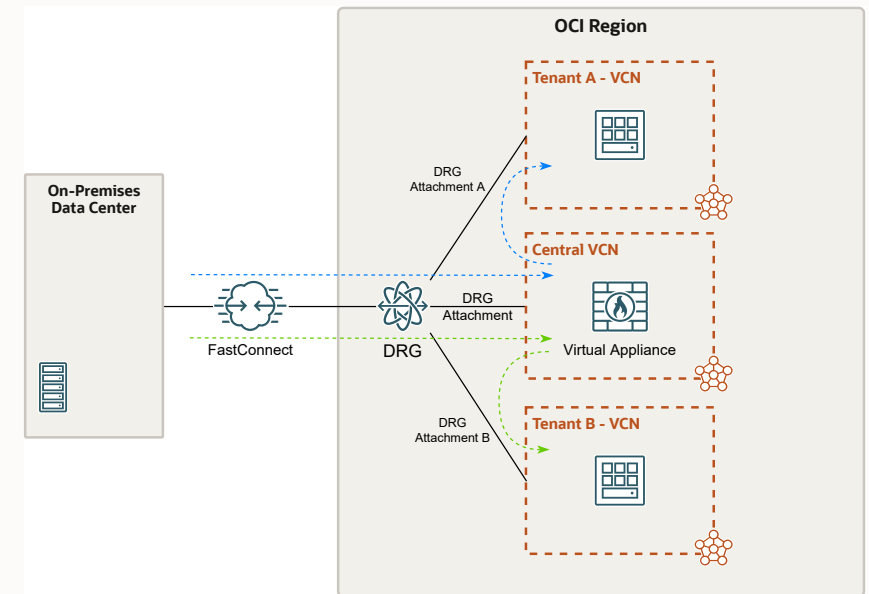 OCI Region
Tenant A - VCN
DRG
Attachment A
On-Premises
Data Center
Central VCN
DRG
Attachment
FastConnect
DRG
Virtual Appliance
Tenant B - VCN
DRG
Attachment B